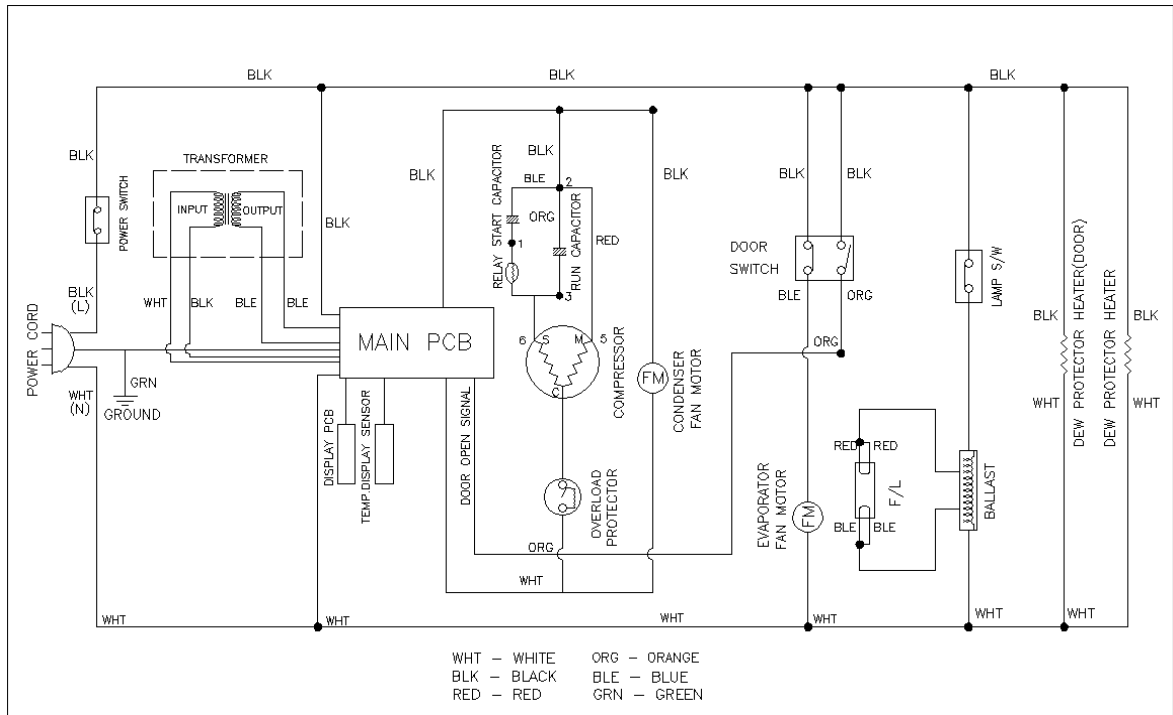 BLK
BLK
BLK
BLK
TRANSFORMER
POWER SWITCH
INPUT
OUTPUT
BLK
BLK
(L)
WHT
BLK
BLE
BLE
POWER CORD
WHT
(N)
GRN
GROUND
MAIN PCB
DISPLAY PCB
TEMP.DISPLAY SENSOR
DOOR OPEN SIGNAL
BLK
BLK
BLE
2
RELAY START CAPACITOR
ORG
RUN CAPACITOR
RED
1
3
6
S
M
5
C
COMPRESSOR
BLK
FM
CONDENSER
FAN MOTOR
OVERLOAD
PROTECTOR
ORG
WHT
BLK
BLK
DOOR
SWITCH
BLE
ORG
ORG
EVAPORATOR
FAN MOTOR
FM
LAMP S/W
RED
RED
F/L
BLE
BLE
BALLAST
BLK
WHT
DEW PROTECTOR HEATER(DOOR)
DEW PROTECTOR HEATER
BLK
WHT
WHT
WHT
WHT
WHT
WHT
WHT
WHT – WHITE
ORG – ORANGE
BLK – BLACK
BLE – BLUE
RED – RED
GRN – GREEN